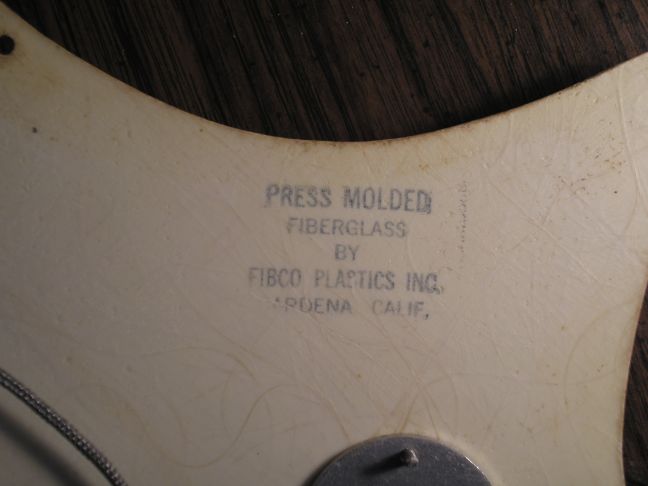 PRESS MOLDED
FIBERGLASS
BY
FIBCO PLASTICS INC.
ARDENA CALIF.